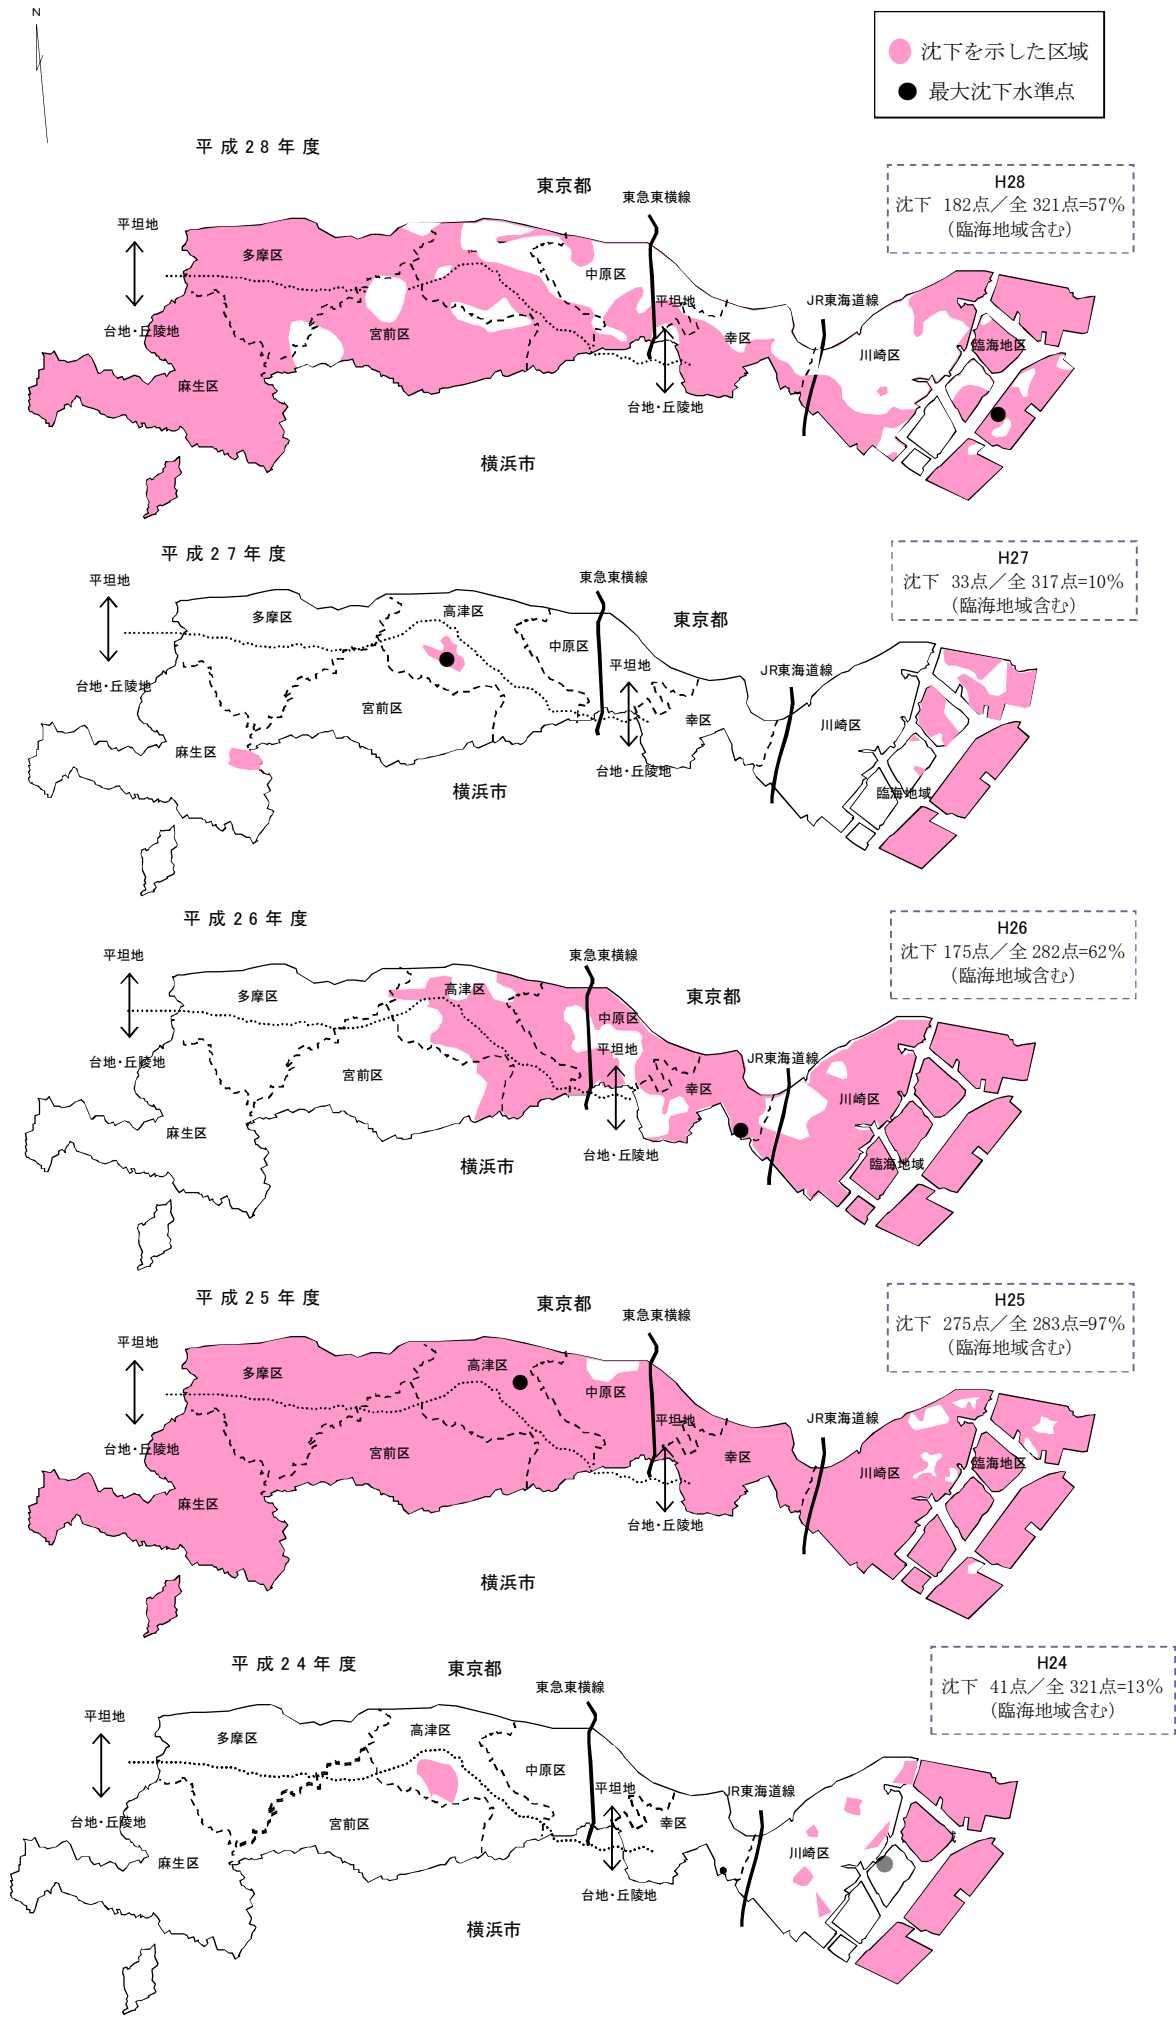 N
沈下を示した区域
最大沈下水準点
平成28年度
東京都
東急東横線
H28
沈下 182点／全 321点=57%
（臨海地域含む）
平坦地
多摩区
中原区
平坦地
JR東海道線
台地・丘陵地
宮前区
幸区
川崎区
臨海地区
麻生区
台地・丘陵地
横浜市
平成27年度
H27
沈下 33点／全 317点=10%
（臨海地域含む）
東急東横線
平坦地
多摩区
高津区
東京都
中原区
平坦地
JR東海道線
台地・丘陵地
宮前区
幸区
川崎区
麻生区
台地・丘陵地
横浜市
臨海地域
平成26年度
H26
沈下 175点／全 282点=62%
（臨海地域含む）
東急東横線
平坦地
多摩区
高津区
東京都
中原区
平坦地
JR東海道線
台地・丘陵地
宮前区
幸区
川崎区
麻生区
台地・丘陵地
横浜市
臨海地域
平成25年度
東京都
H25
沈下 275点／全 283点=97%
（臨海地域含む）
東急東横線
平坦地
多摩区
高津区
中原区
平坦地
JR東海道線
台地・丘陵地
宮前区
幸区
川崎区
臨海地区
麻生区
台地・丘陵地
横浜市
平成24年度
東京都
H24
沈下 41点／全 321点=13%
（臨海地域含む）
東急東横線
平坦地
多摩区
高津区
中原区
平坦地
JR東海道線
台地・丘陵地
宮前区
幸区
川崎区
域
麻生区
台地・丘陵地
横浜市